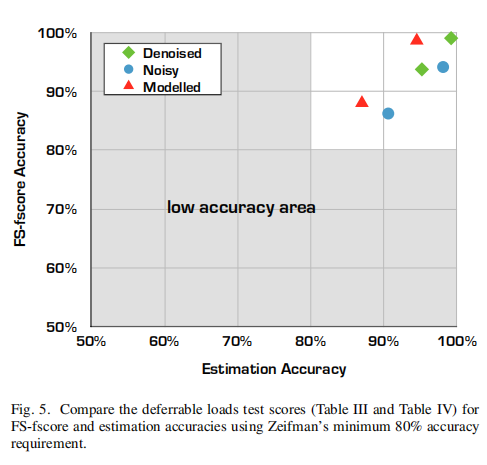 100%
90%
80%
70%
60%
50%
FS-fscore Accuracy
Denoised
Noisy
Modelled
low accuracy area
50% 60% 70% 80% 90% 100%
Estimation Accuracy
Fig. 5. Compare the deferrable loads test scores (Table III and Table IV) for
FS-fscore and estimation accuracies using Zeifman's minimum 80% accuracy
requirement.